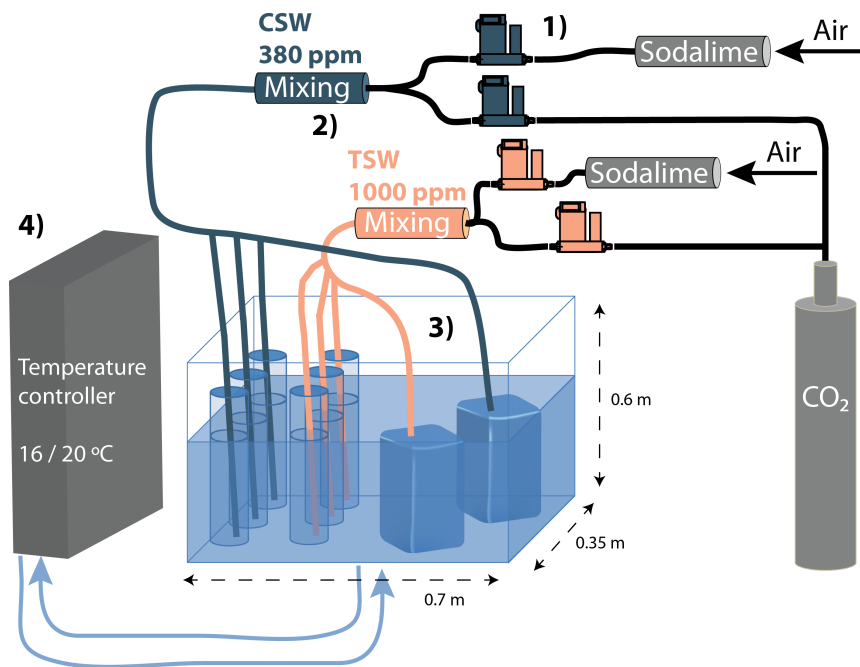 CSW
380 ppm
1)
Air
Sodalime
Mixing
2)
TSW
1000 ppm
Air
Sodalime
Mixing
4)
3)
Temperature
controller
16 / 20 ºC
0.6 m
CO₂
0.35 m
0.7 m